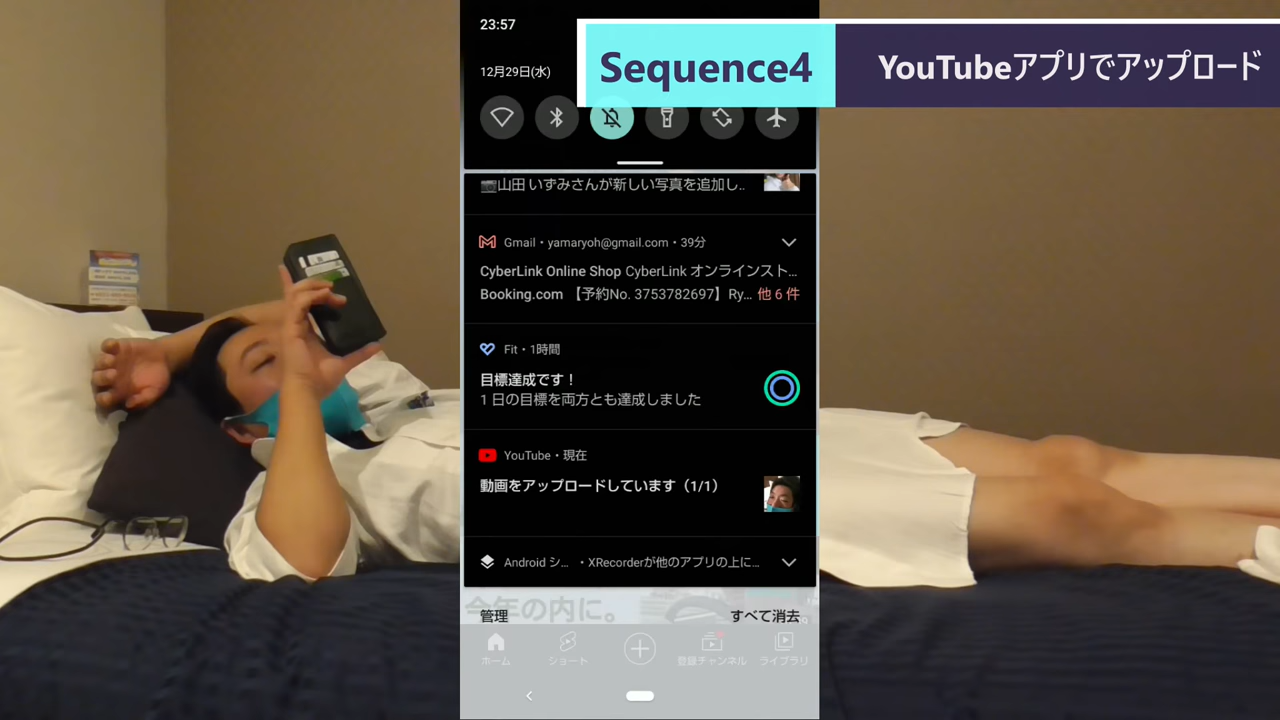 23:57
Sequence4
YouTubeアプリでアップロード
12月29日(水)
山田 いずみさんが新しい写真を追加し..
Gmail・yamaryoh@gmail.com・39分
CyberLink Online Shop CyberLink オンラインスト...
Booking.com 【予約No. 3753782697】Ry... 他 6 件
Fit・1時間
目標達成です！
1 日の目標を両方とも達成しました
YouTube・現在
動画をアップロードしています（1/1）
Android シ... ・XRecorderが他のアプリの上に...
今年の内に。
管理
すべて消去
ホーム
ショート
登録チャンネル
ライブラリ